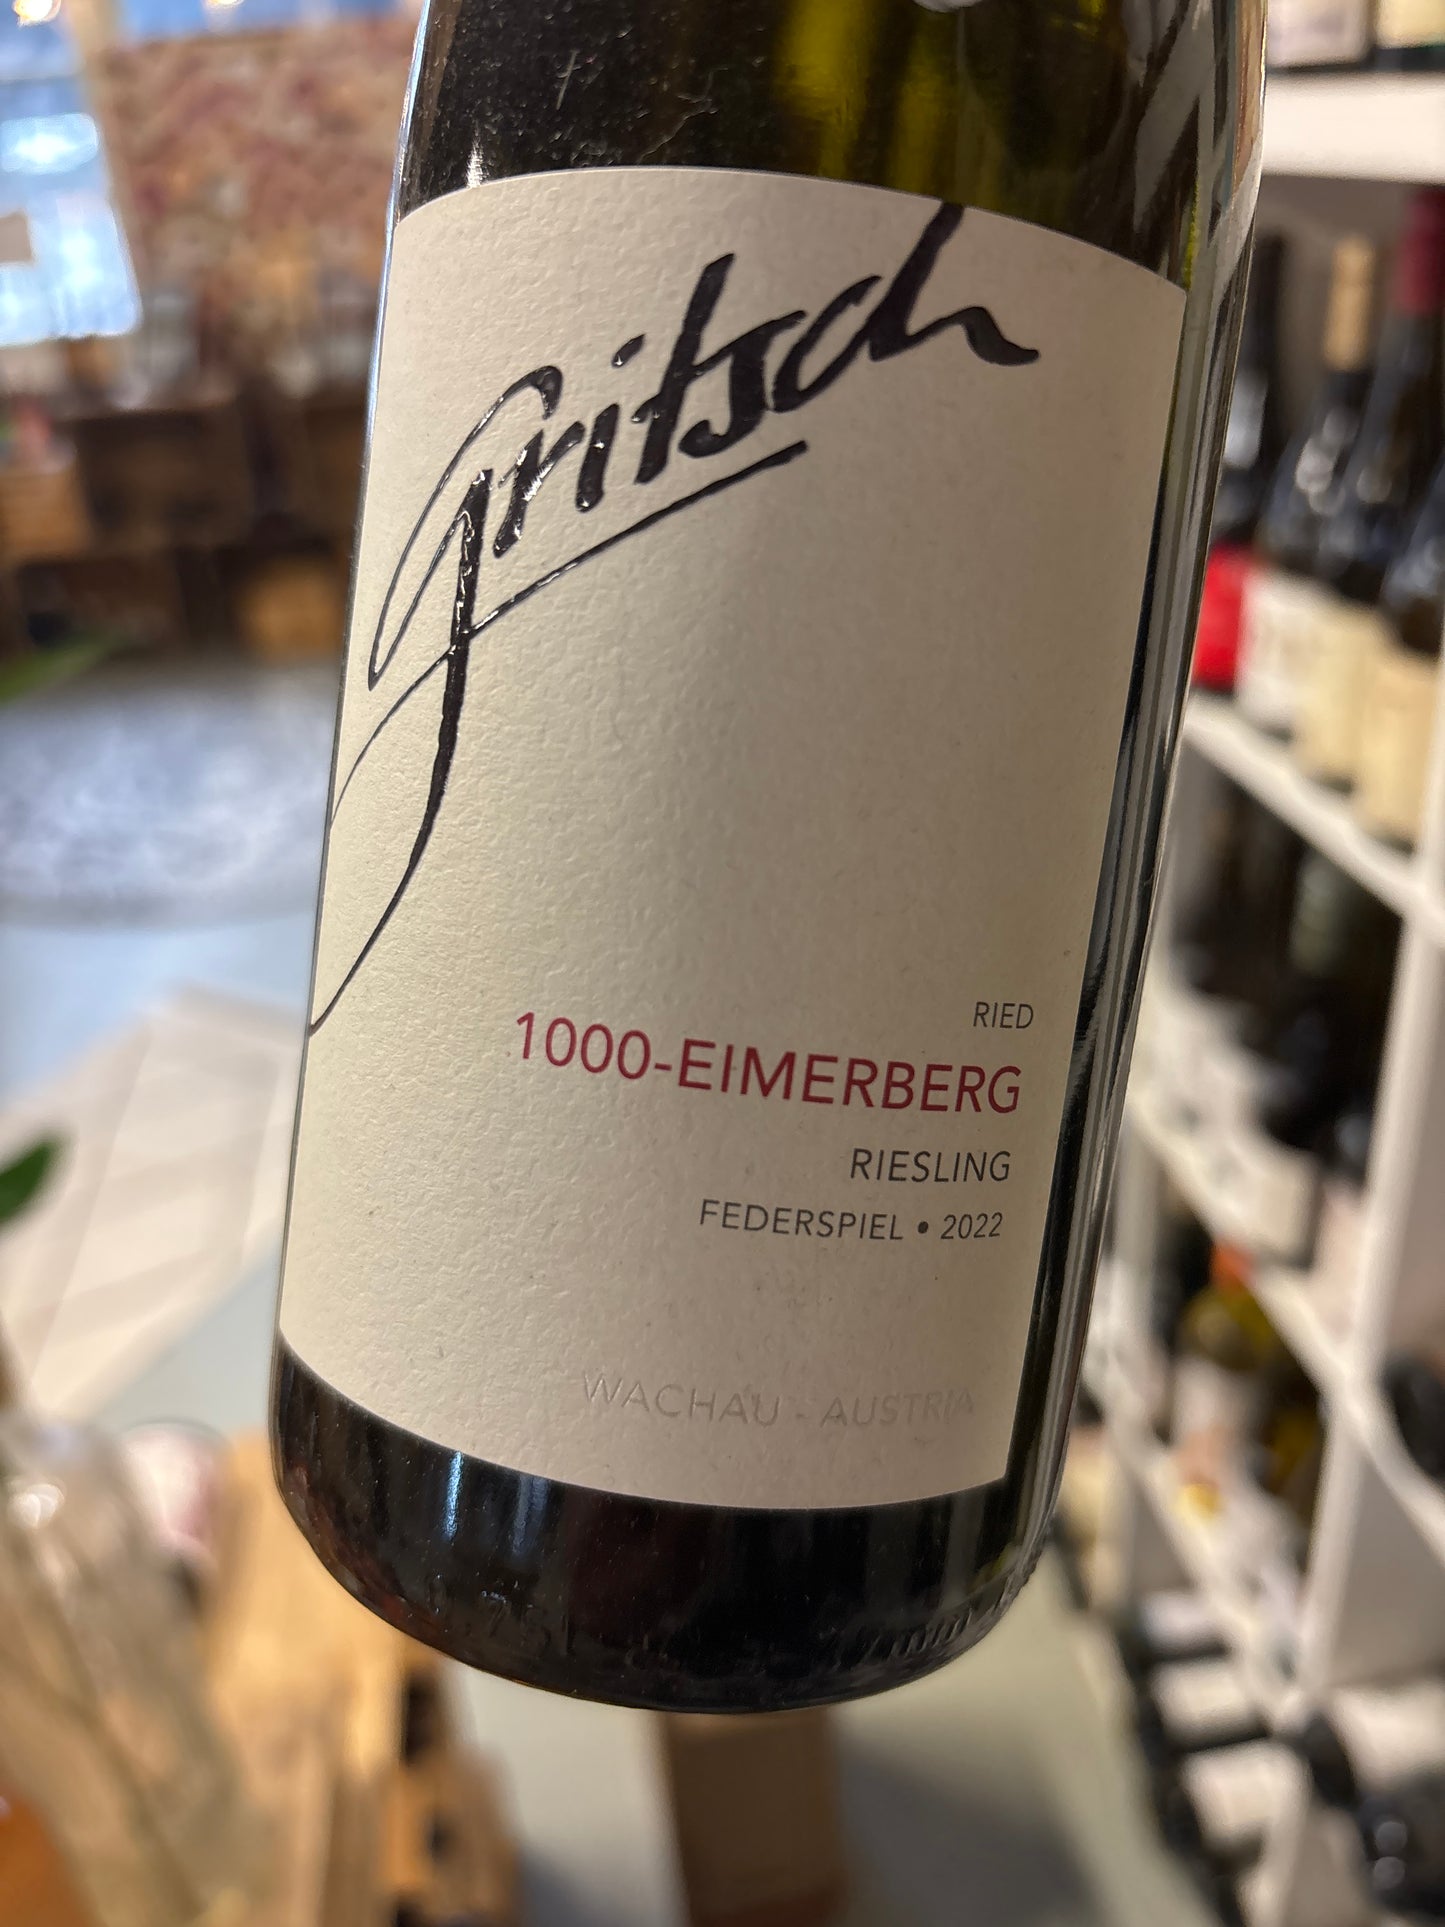 Gritsch
RIED
1000-EIMERBERG
RIESLING
FEDERSPIEL • 2022
WACHAU - AUSTRIA